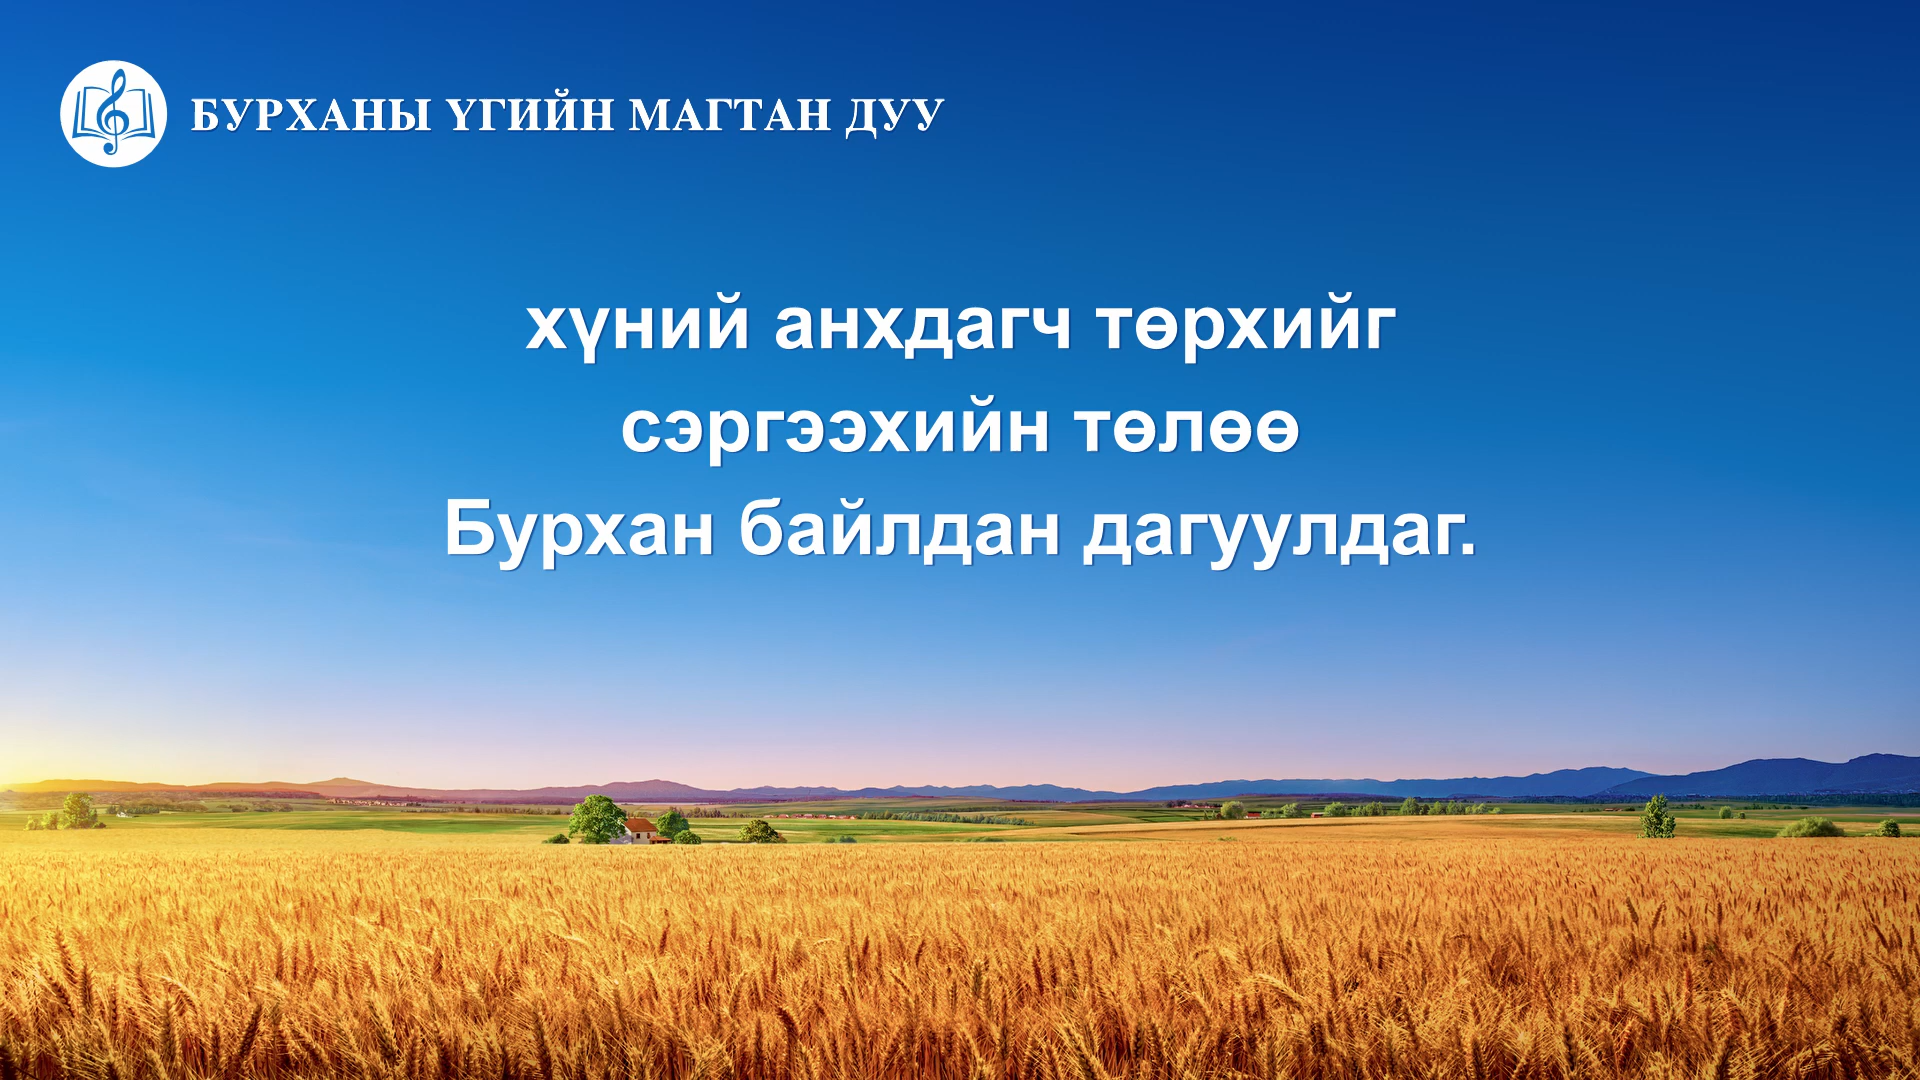 БУРХАНЫ ҮГИЙН МАГТАН ДУУ
хүний анхдагч төрхийг
сэргээхийн төлөө
Бурхан байлдан дагуулдаг.